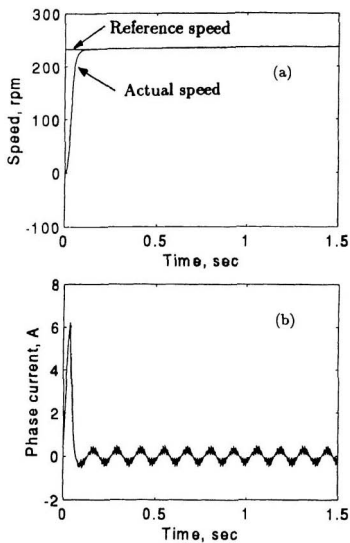 300
Reference speed
200
(a)
Actual speed
100
0
-100
Speed, rpm
0
0.5
1
1.5
Time, sec
8
(b)
6
4
2
0
-2
Phase current, A
0
0.5
1
1.5
Time, sec